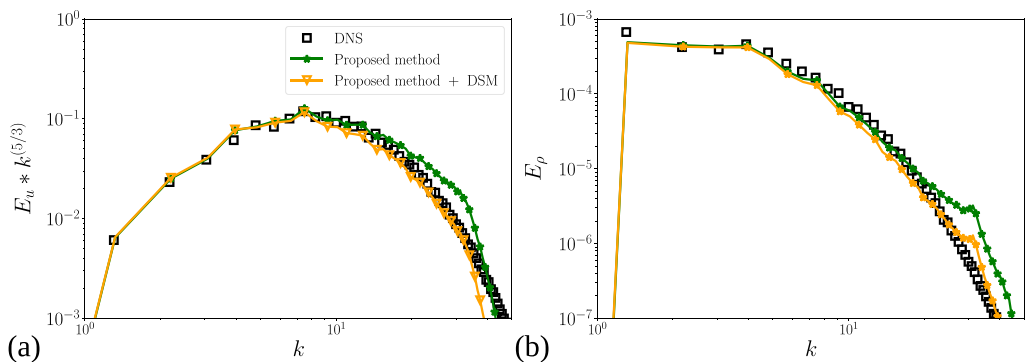 10^0
10^{-1}
10^{-2}
10^{-3}
E_u * k^{(5/3)}
DNS
Proposed method
Proposed method + DSM
10^0
10^1
k
(a)
10^{-3}
10^{-4}
10^{-5}
10^{-6}
10^{-7}
E_ρ
10^0
10^1
k
(b)